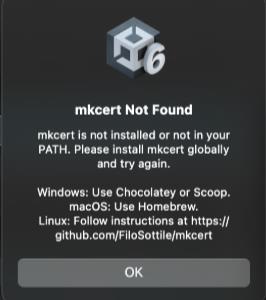 6
mkcert Not Found
mkcert is not installed or not in your
PATH. Please install mkcert globally
and try again.
Windows: Use Chocolatey or Scoop.
macOS: Use Homebrew.
Linux: Follow instructions at https://
github.com/FiloSottile/mkcert
OK